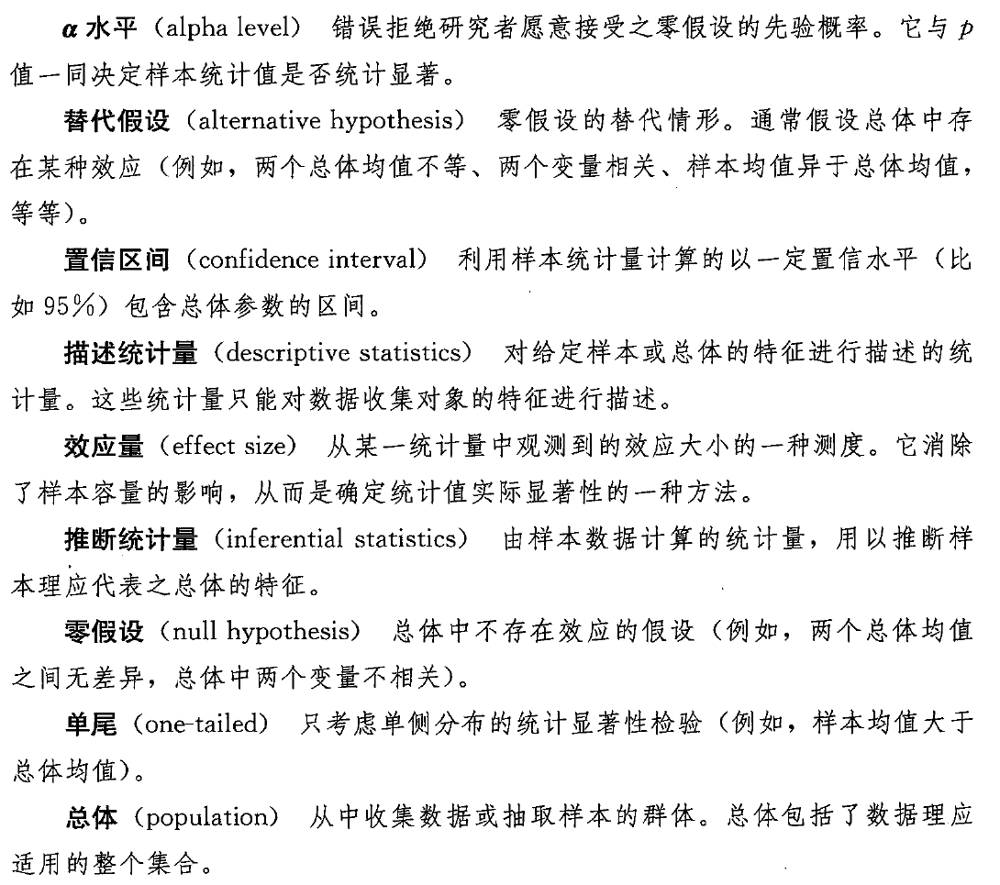 α 水平（alpha level） 错误拒绝研究者愿意接受之零假设的先验概率。它与 p
值一同决定样本统计值是否统计显著。
替代假设（alternative hypothesis） 零假设的替代情形。通常假设总体中存
在某种效应（例如，两个总体均值不等、两个变量相关、样本均值异于总体均值，
等等）。
置信区间（confidence interval） 利用样本统计量计算的以一定置信水平（比
如 95%）包含总体参数的区间。
描述统计量（descriptive statistics） 对给定样本或总体的特征进行描述的统
计量。这些统计量只能对数据收集对象的特征进行描述。
效应量（effect size） 从某一统计量中观测到的效应大小的一种测度。它消除
了样本容量的影响，从而是确定统计值实际显著性的一种方法。
推断统计量（inferential statistics） 由样本数据计算的统计量，用以推断样
本理应代表之总体的特征。
零假设（null hypothesis） 总体中不存在效应的假设（例如，两个总体均值
之间无差异，总体中两个变量不相关）。
单尾（one-tailed） 只考虑单侧分布的统计显著性检验（例如，样本均值大于
总体均值）。
总体（population） 从中收集数据或抽取样本的群体。总体包括了数据理应
适用的整个集合。